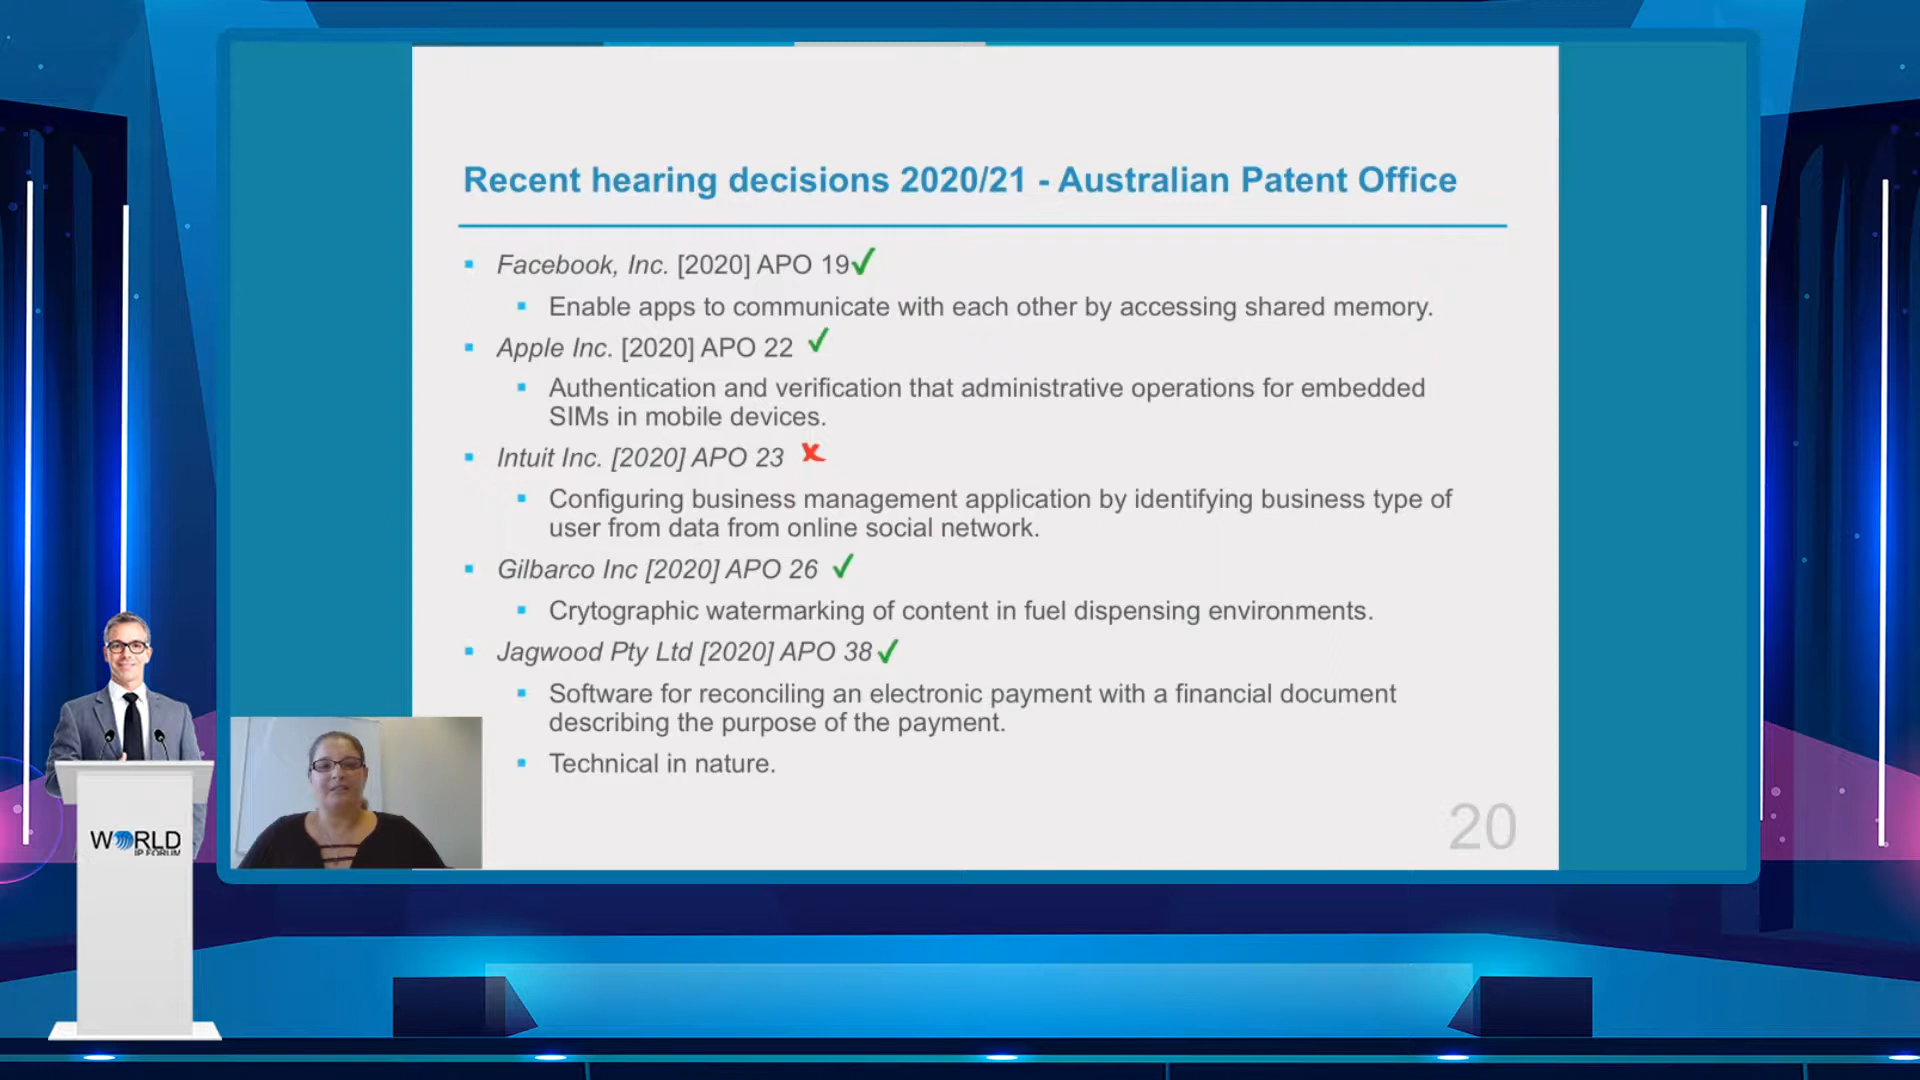 Recent hearing decisions 2020/21 - Australian Patent Office
Facebook, Inc. [2020] APO 19
Enable apps to communicate with each other by accessing shared memory.
Apple Inc. [2020] APO 22
Authentication and verification that administrative operations for embedded
SIMs in mobile devices.
Intuit Inc. [2020] APO 23
Configuring business management application by identifying business type of
user from data from online social network.
Gilbarco Inc [2020] APO 26
Crytographic watermarking of content in fuel dispensing environments.
Jagwood Pty Ltd [2020] APO 38
Software for reconciling an electronic payment with a financial document
describing the purpose of the payment.
Technical in nature.
20
WORLD
IP FORUM